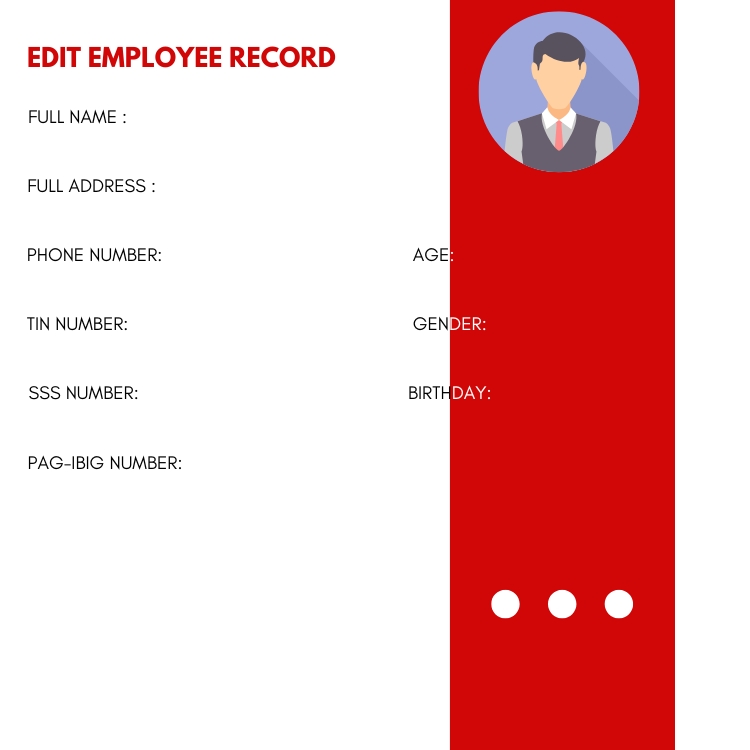 EDIT EMPLOYEE RECORD
FULL NAME :
FULL ADDRESS :
PHONE NUMBER:
AGE:
TIN NUMBER:
GENDER:
SSS NUMBER:
BIRTHDAY:
PAG-IBIG NUMBER: